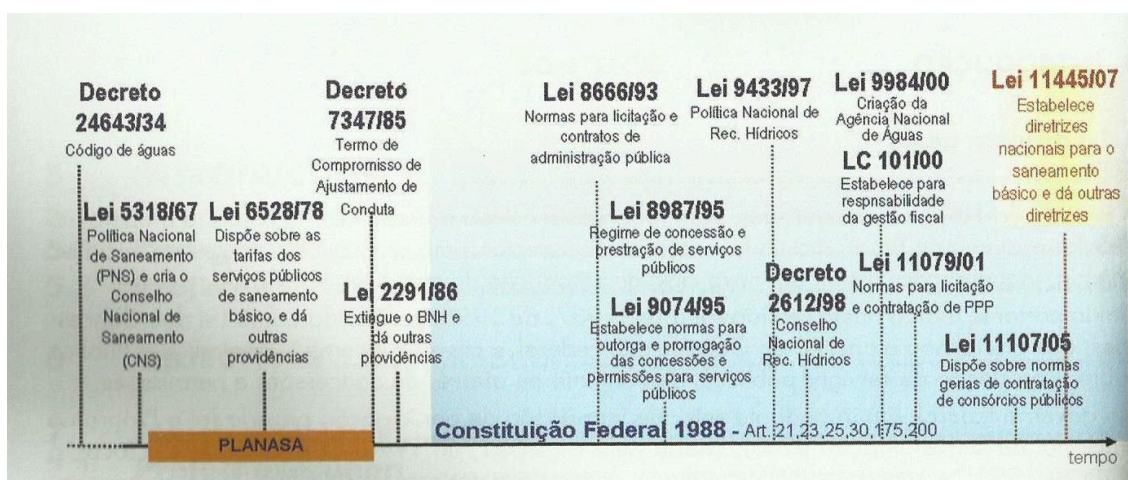 Decreto
24643/34
Código de águas
Lei 5318/67
Política Nacional
de Saneamento
(PNS) e cria o
Conselho
Nacional de
Saneamento
(CNS)
Lei 6528/78
Dispõe sobre as
tarifas dos
serviços públicos
de saneamento
básico, e dá
outras
providências
Decreto
7347/85
Termo de
Compromisso de
Ajustamento de
Conduta
Lei 2291/86
Extingue o BNH e
dá outras
providências
Lei 8666/93
Normas para licitação e
contratos de
administração pública
Lei 8987/95
Regime de concessão e
prestração de serviços
públicos
Lei 9074/95
Estabelece normas para
outorga e prorrogação
das concessões e
permissões para serviços
públicos
Lei 9433/97
Política Nacional de
Rec. Hídricos
Decreto
2612/98
Conselho
Nacional de
Rec. Hídricos
Lei 9984/00
Criação da
Agência Nacional
de Águas
LC 101/00
Estabelece para
respnsabilidade
da gestão fiscal
Lei 11079/01
Normas para licitação
e contratação de PPP
Lei 11107/05
Dispõe sobre normas
gerias de contratação
de consórcios públicos
Lei 11445/07
Estabelece
diretrizes
nacionais para o
saneamento
básico e dá outras
diretrizes
PLANASA
Constituição Federal 1988 - Art. 21,23,25,30,175,200
tempo